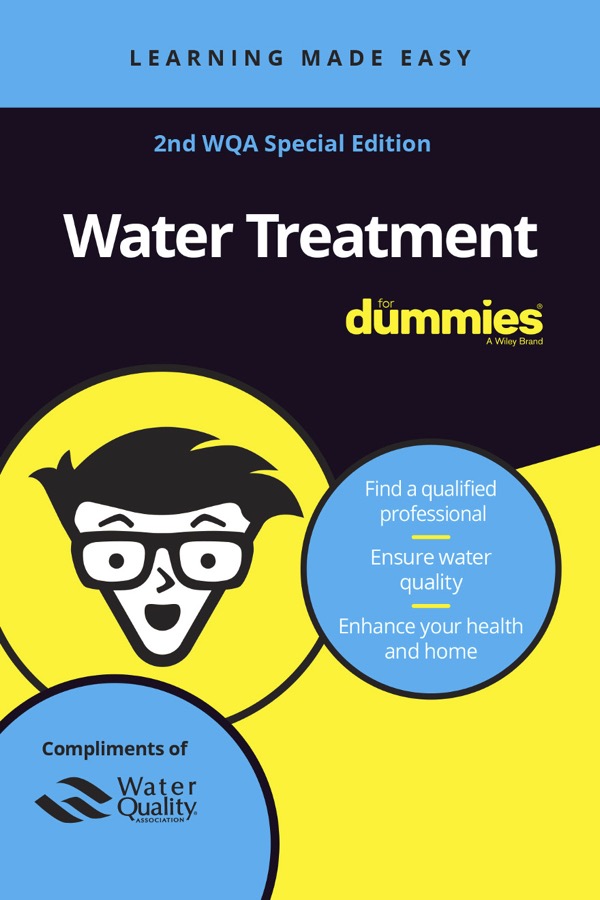 LEARNING MADE EASY
2nd WQA Special Edition
Water Treatment
for
dummies®
A Wiley Brand
Find a qualified
professional
Ensure water
quality
Enhance your health
and home
Compliments of
Water
Quality®
ASSOCIATION